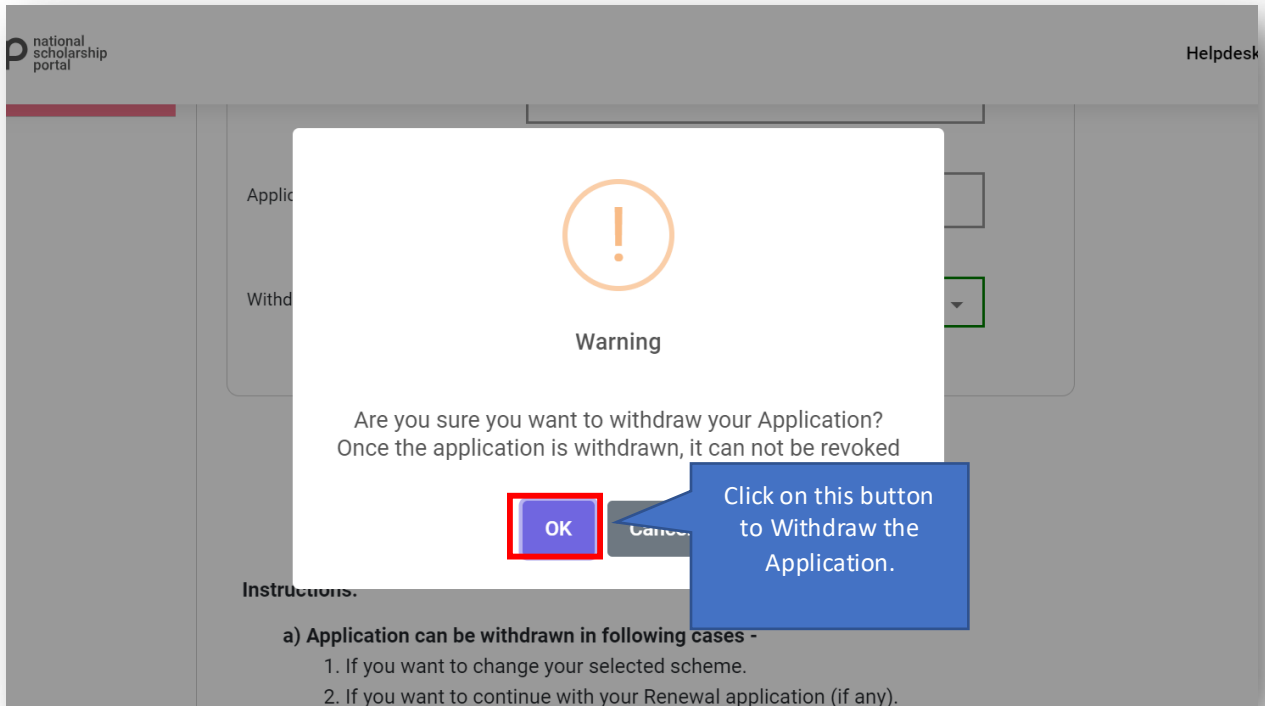 national
scholarship
portal
Helpdesk
Applic
Withd
!
Warning
Are you sure you want to withdraw your Application?
Once the application is withdrawn, it can not be revoked
OK
Click on this button
to Withdraw the
Application.
Instructions:
a) Application can be withdrawn in following cases -
1. If you want to change your selected scheme.
2. If you want to continue with your Renewal application (if any).